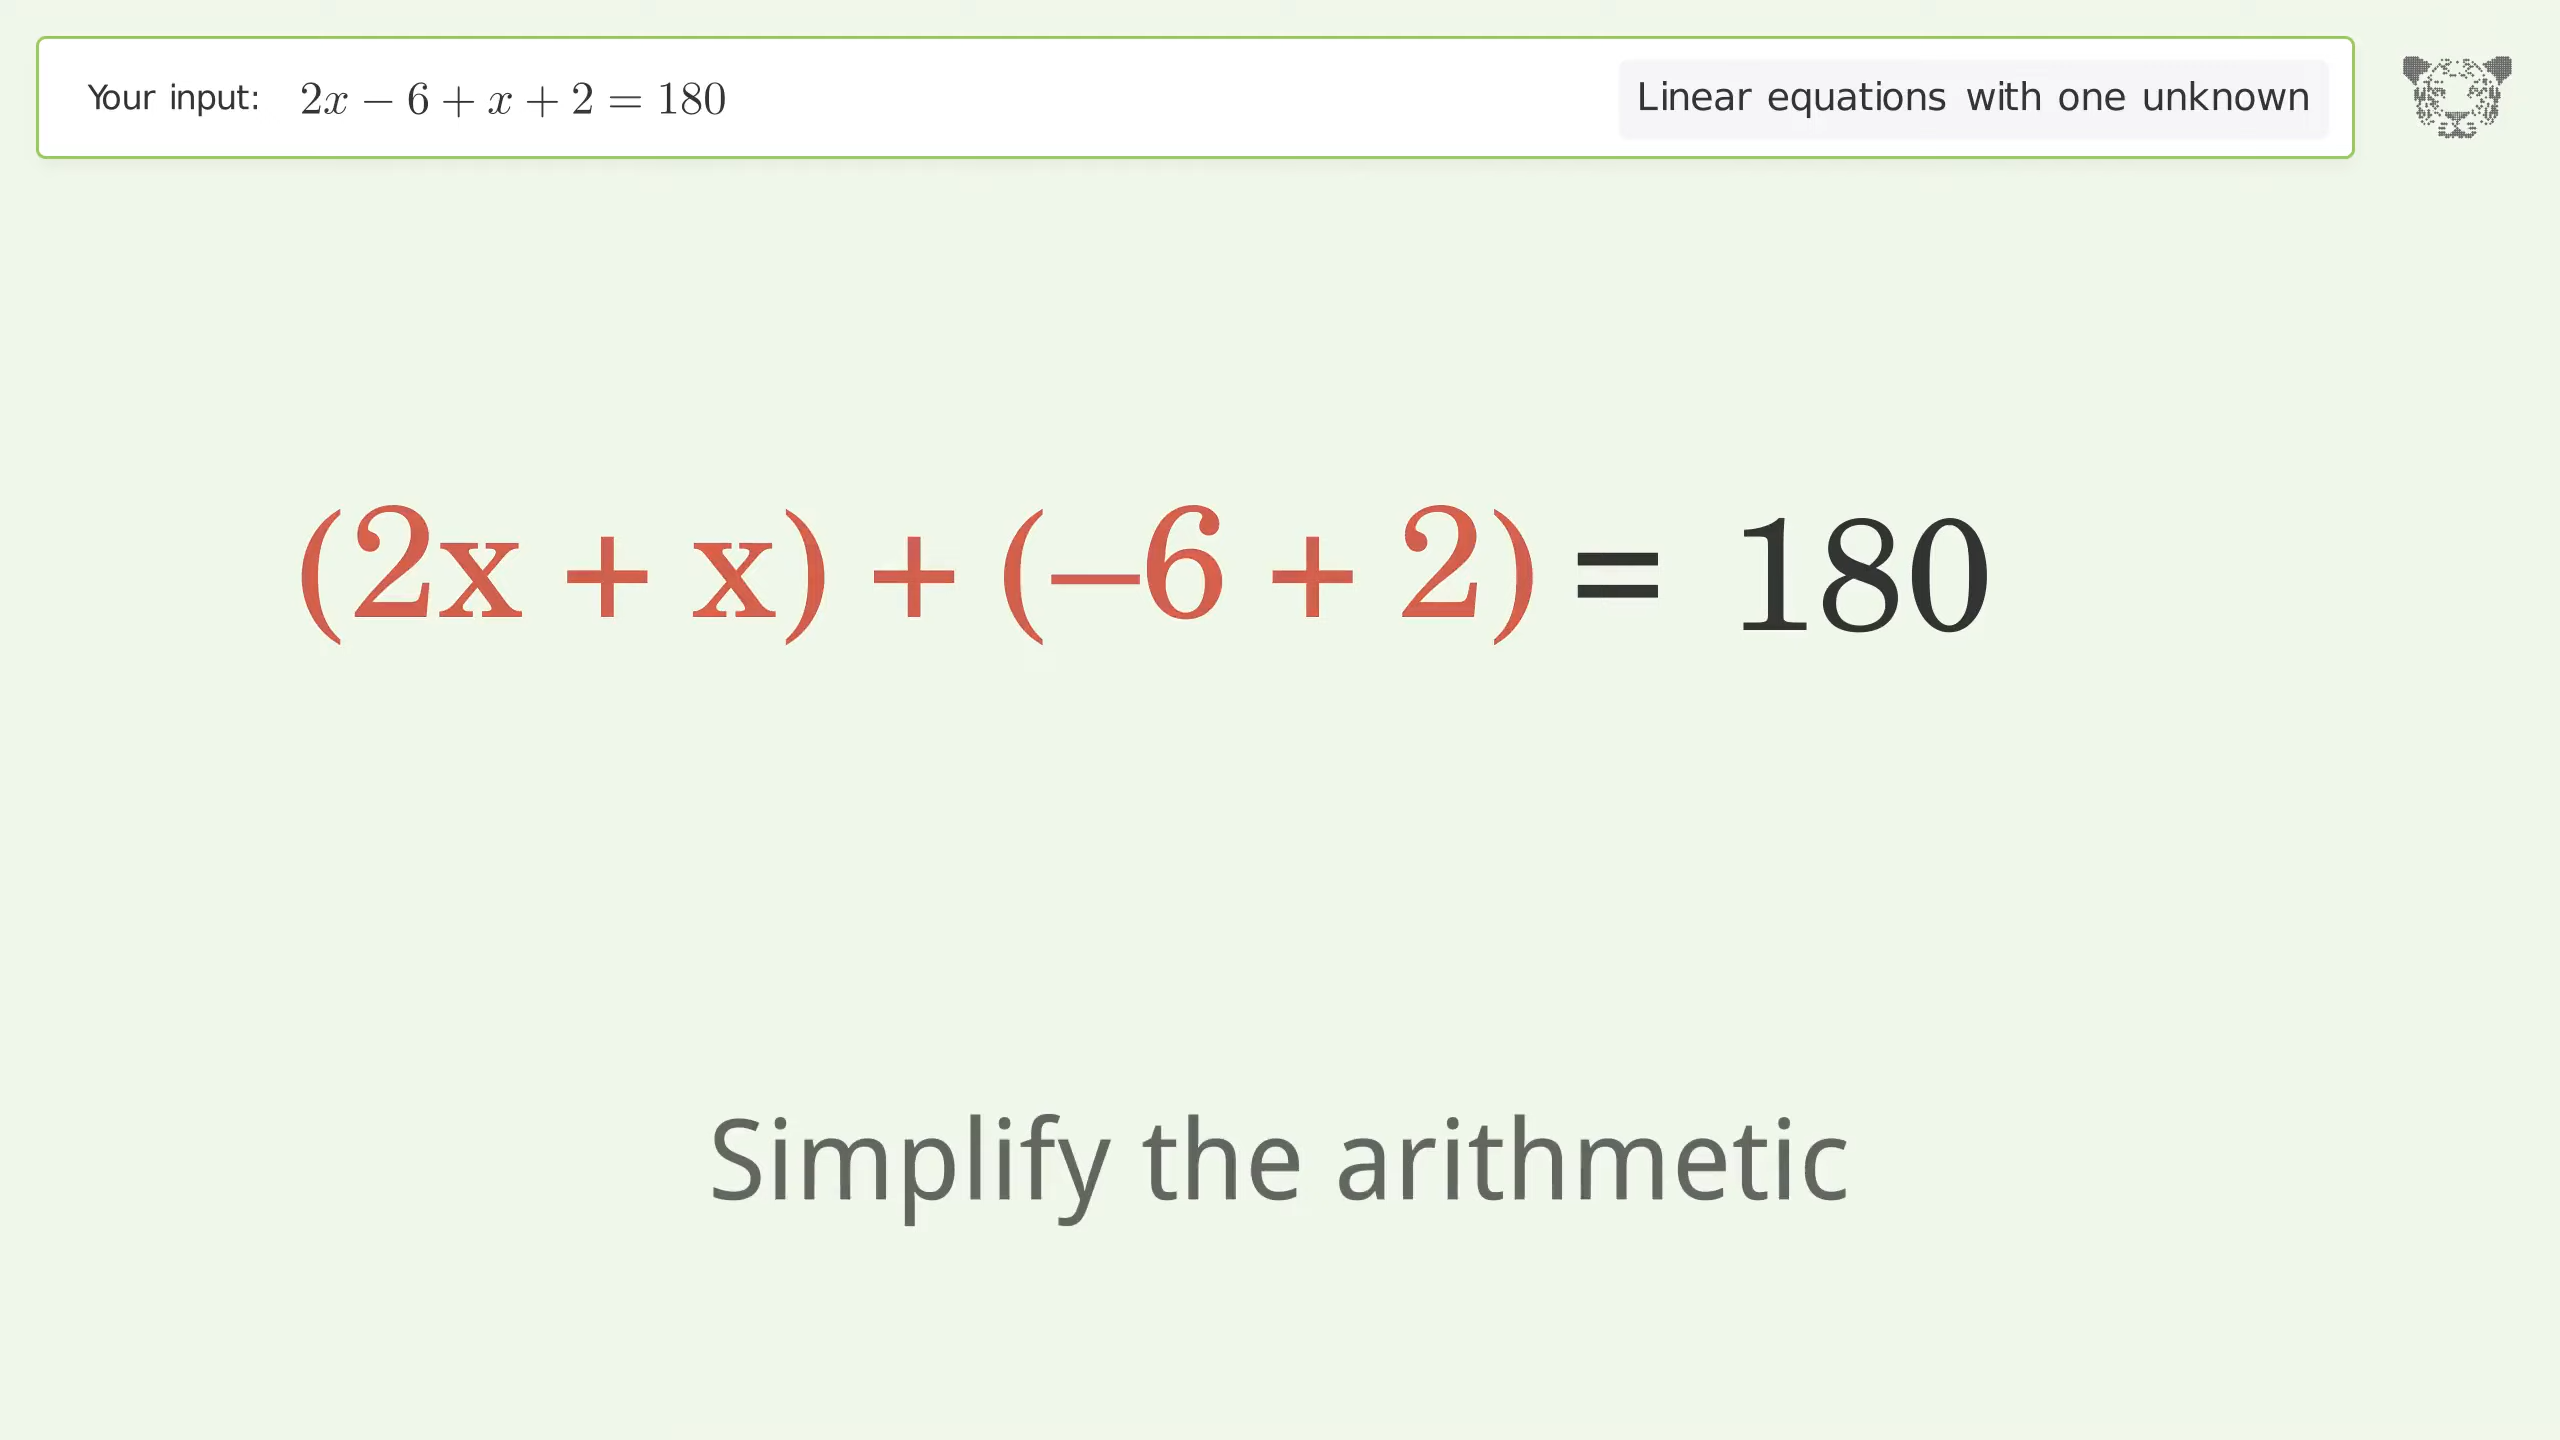 Your input: 2x − 6 + x + 2 = 180
Linear equations with one unknown
(2x + x) + (−6 + 2) = 180
Simplify the arithmetic